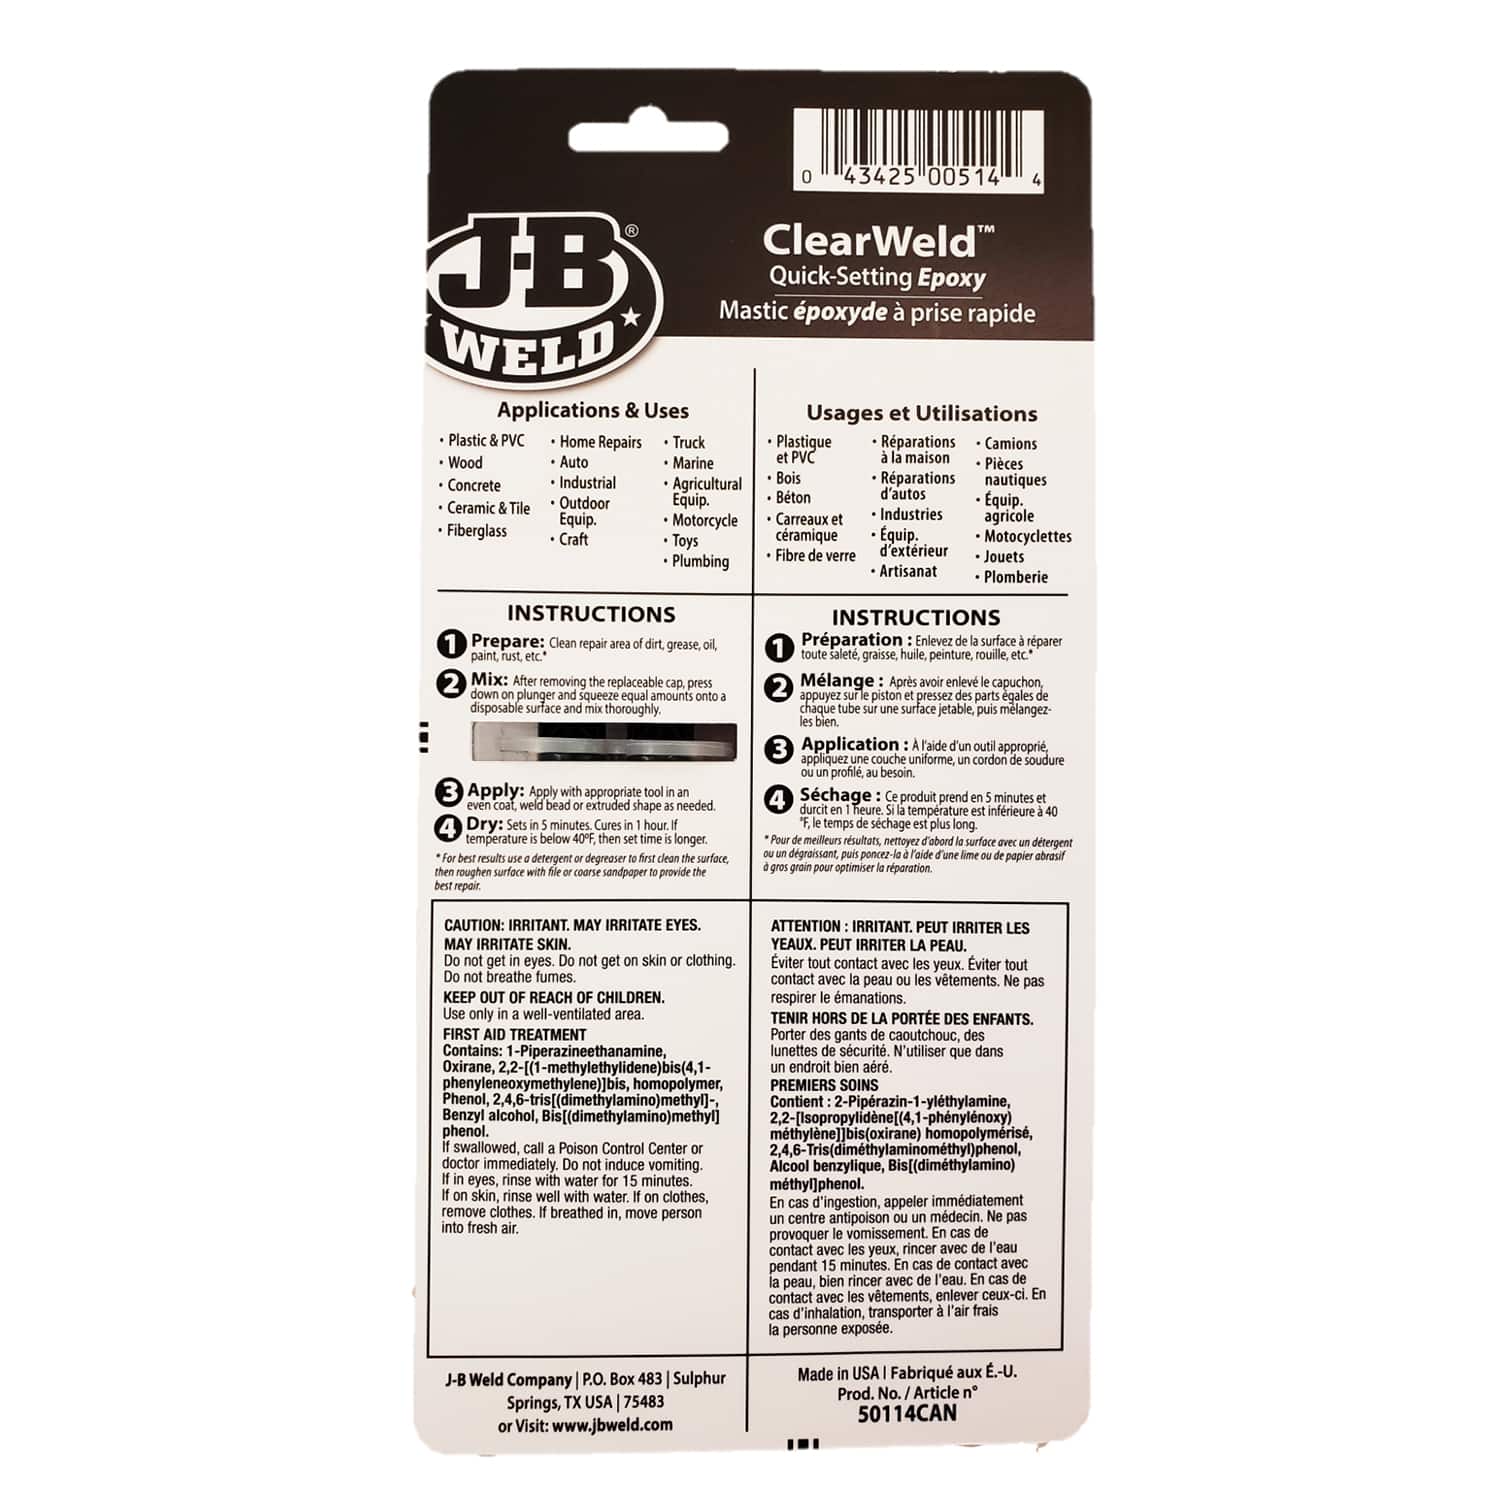 0 43425 00514 4
J-B®
WELD
ClearWeld™
Quick-Setting Epoxy
Mastic époxyde à prise rapide
Applications & Uses
• Plastic & PVC
• Wood
• Concrete
• Ceramic & Tile
• Fiberglass
• Home Repairs
• Auto
• Industrial
• Outdoor
Equip.
• Craft
• Truck
• Marine
• Agricultural
Equip.
• Motorcycle
• Toys
• Plumbing
Usages et Utilisations
• Plastique
et PVC
• Bois
• Béton
• Carreaux et
céramique
• Fibre de verre
• Réparations
à la maison
• Réparations
d'autos
• Industries
• Équip.
d'extérieur
• Artisanat
• Camions
• Pièces
nautiques
• Équip.
agricole
• Motocyclettes
• Jouets
• Plomberie
INSTRUCTIONS
1 Prepare: Clean repair area of dirt, grease, oil,
paint, rust, etc.*
2 Mix: After removing the replaceable cap, press
down on plunger and squeeze equal amounts onto a
disposable surface and mix thoroughly.
3 Apply: Apply with appropriate tool in an
even coat, weld bead or extruded shape as needed.
4 Dry: Sets in 5 minutes. Cures in 1 hour. If
temperature is below 40ºF, then set time is longer.
* For best results use a detergent or degreaser to first clean the surface,
then roughen surface with file or coarse sandpaper to provide the
best repair.
INSTRUCTIONS
1 Préparation : Enlevez de la surface à réparer
toute saleté, graisse, huile, peinture, rouille, etc.*
2 Mélange : Après avoir enlevé le capuchon,
appuyez sur le piston et pressez des parts égales de
chaque tube sur une surface jetable, puis mélangez-
les bien.
3 Application : À l'aide d'un outil approprié,
appliquez une couche uniforme, un cordon de soudure
ou un profilé, au besoin.
4 Séchage : Ce produit prend en 5 minutes et
durcit en 1 heure. Si la température est inférieure à 40
°F, le temps de séchage est plus long.
* Pour de meilleurs résultats, nettoyez d'abord la surface avec un détergent
ou un dégraissant, puis poncez-la à l'aide d'une lime ou de papier abrasif
à gros grain pour optimiser la réparation.
CAUTION: IRRITANT. MAY IRRITATE EYES.
MAY IRRITATE SKIN.
Do not get in eyes. Do not get on skin or clothing.
Do not breathe fumes.
KEEP OUT OF REACH OF CHILDREN.
Use only in a well-ventilated area.
FIRST AID TREATMENT
Contains: 1-Piperazineethanamine,
Oxirane, 2,2-[(1-methylethylidene)bis(4,1-
phenyleneoxymethylene)]bis, homopolymer,
Phenol, 2,4,6-tris[(dimethylamino)methyl]-,
Benzyl alcohol, Bis[(dimethylamino)methyl]
phenol.
If swallowed, call a Poison Control Center or
doctor immediately. Do not induce vomiting.
If in eyes, rinse with water for 15 minutes.
If on skin, rinse well with water. If on clothes,
remove clothes. If breathed in, move person
into fresh air.
ATTENTION : IRRITANT. PEUT IRRITER LES
YEAUX. PEUT IRRITER LA PEAU.
Éviter tout contact avec les yeux. Éviter tout
contact avec la peau ou les vêtements. Ne pas
respirer le émanations.
TENIR HORS DE LA PORTÉE DES ENFANTS.
Porter des gants de caoutchouc, des
lunettes de sécurité. N'utiliser que dans
un endroit bien aéré.
PREMIERS SOINS
Contient : 2-Pipérazin-1-yléthylamine,
2,2-[Isopropylidène[(4,1-phénylénoxy)
méthylène]]bis(oxirane) homopolymérisé,
2,4,6-Tris(diméthylaminométhyl)phenol,
Alcool benzylique, Bis[(diméthylamino)
méthyl]phenol.
En cas d'ingestion, appeler immédiatement
un centre antipoison ou un médecin. Ne pas
provoquer le vomissement. En cas de
contact avec les yeux, rincer avec de l'eau
pendant 15 minutes. En cas de contact avec
la peau, bien rincer avec de l'eau. En cas de
contact avec les vêtements, enlever ceux-ci. En
cas d'inhalation, transporter à l'air frais
la personne exposée.
J-B Weld Company | P.O. Box 483 | Sulphur
Springs, TX USA | 75483
or Visit: www.jbweld.com
Made in USA | Fabriqué aux É.-U.
Prod. No. / Article n°
50114CAN